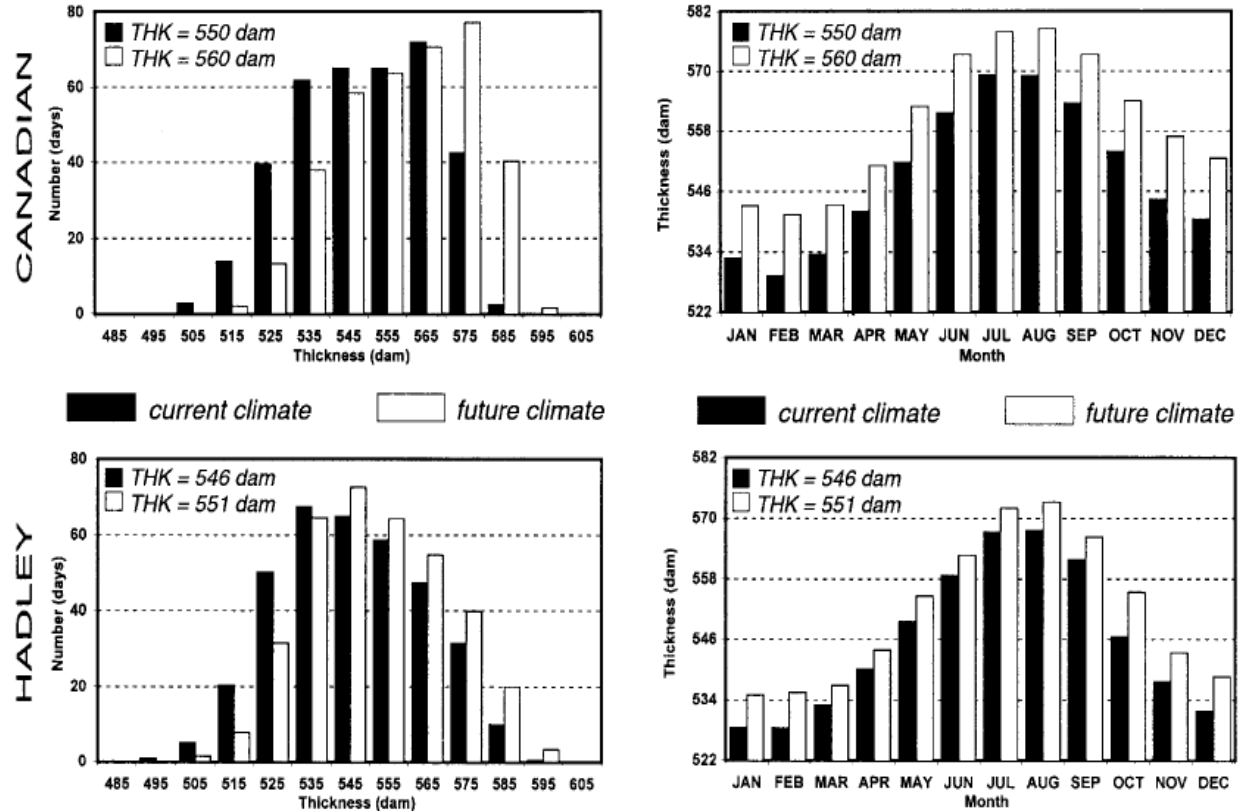 CANADIAN
80
60
40
20
0
Number (days)
THK = 550 dam
THK = 560 dam
485 495 505 515 525 535 545 555 565 575 585 595 605
Thickness (dam)
582
570
558
546
534
522
Thickness (dam)
THK = 550 dam
THK = 560 dam
JAN FEB MAR APR MAY JUN JUL AUG SEP OCT NOV DEC
Month
current climate future climate
current climate future climate
HADLEY
80
60
40
20
0
Number (days)
THK = 546 dam
THK = 551 dam
485 495 505 515 525 535 545 555 565 575 585 595 605
Thickness (dam)
582
570
558
546
534
522
Thickness (dam)
THK = 546 dam
THK = 551 dam
JAN FEB MAR APR MAY JUN JUL AUG SEP OCT NOV DEC
Month